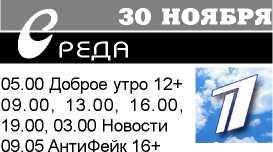 30 НОЯБРЯ
СРЕДА
05.00 Доброе утро 12+
09.00, 13.00, 16.00,
19.00, 03.00 Новости
09.05 АнтиФейк 16+
1